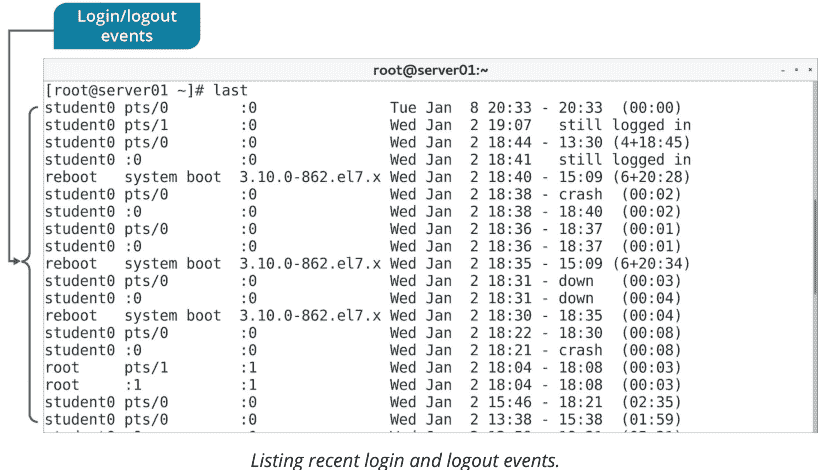 Login/logout
events
root@server01:~
[root@server01 ~]# last
student0 pts/0        :0               Tue Jan  8 20:33 - 20:33  (00:00)
student0 pts/1        :0               Wed Jan  2 19:07   still logged in
student0 pts/0        :0               Wed Jan  2 18:44 - 13:30 (4+18:45)
student0 :0           :0               Wed Jan  2 18:41   still logged in
reboot   system boot  3.10.0-862.el7.x Wed Jan  2 18:40 - 15:09 (6+20:28)
student0 pts/0        :0               Wed Jan  2 18:38 - crash  (00:02)
student0 :0           :0               Wed Jan  2 18:38 - 18:40  (00:02)
student0 pts/0        :0               Wed Jan  2 18:36 - 18:37  (00:01)
student0 :0           :0               Wed Jan  2 18:36 - 18:37  (00:01)
reboot   system boot  3.10.0-862.el7.x Wed Jan  2 18:35 - 15:09 (6+20:34)
student0 pts/0        :0               Wed Jan  2 18:31 - down   (00:03)
student0 :0           :0               Wed Jan  2 18:31 - down   (00:04)
reboot   system boot  3.10.0-862.el7.x Wed Jan  2 18:30 - 18:35  (00:04)
student0 pts/0        :0               Wed Jan  2 18:22 - 18:30  (00:08)
student0 :0           :0               Wed Jan  2 18:21 - crash  (00:08)
root     pts/1        :1               Wed Jan  2 18:04 - 18:08  (00:03)
root     :1           :1               Wed Jan  2 18:04 - 18:08  (00:03)
student0 pts/0        :0               Wed Jan  2 15:46 - 18:21  (02:35)
student0 pts/0        :0               Wed Jan  2 13:38 - 15:38  (01:59)
Listing recent login and logout events.